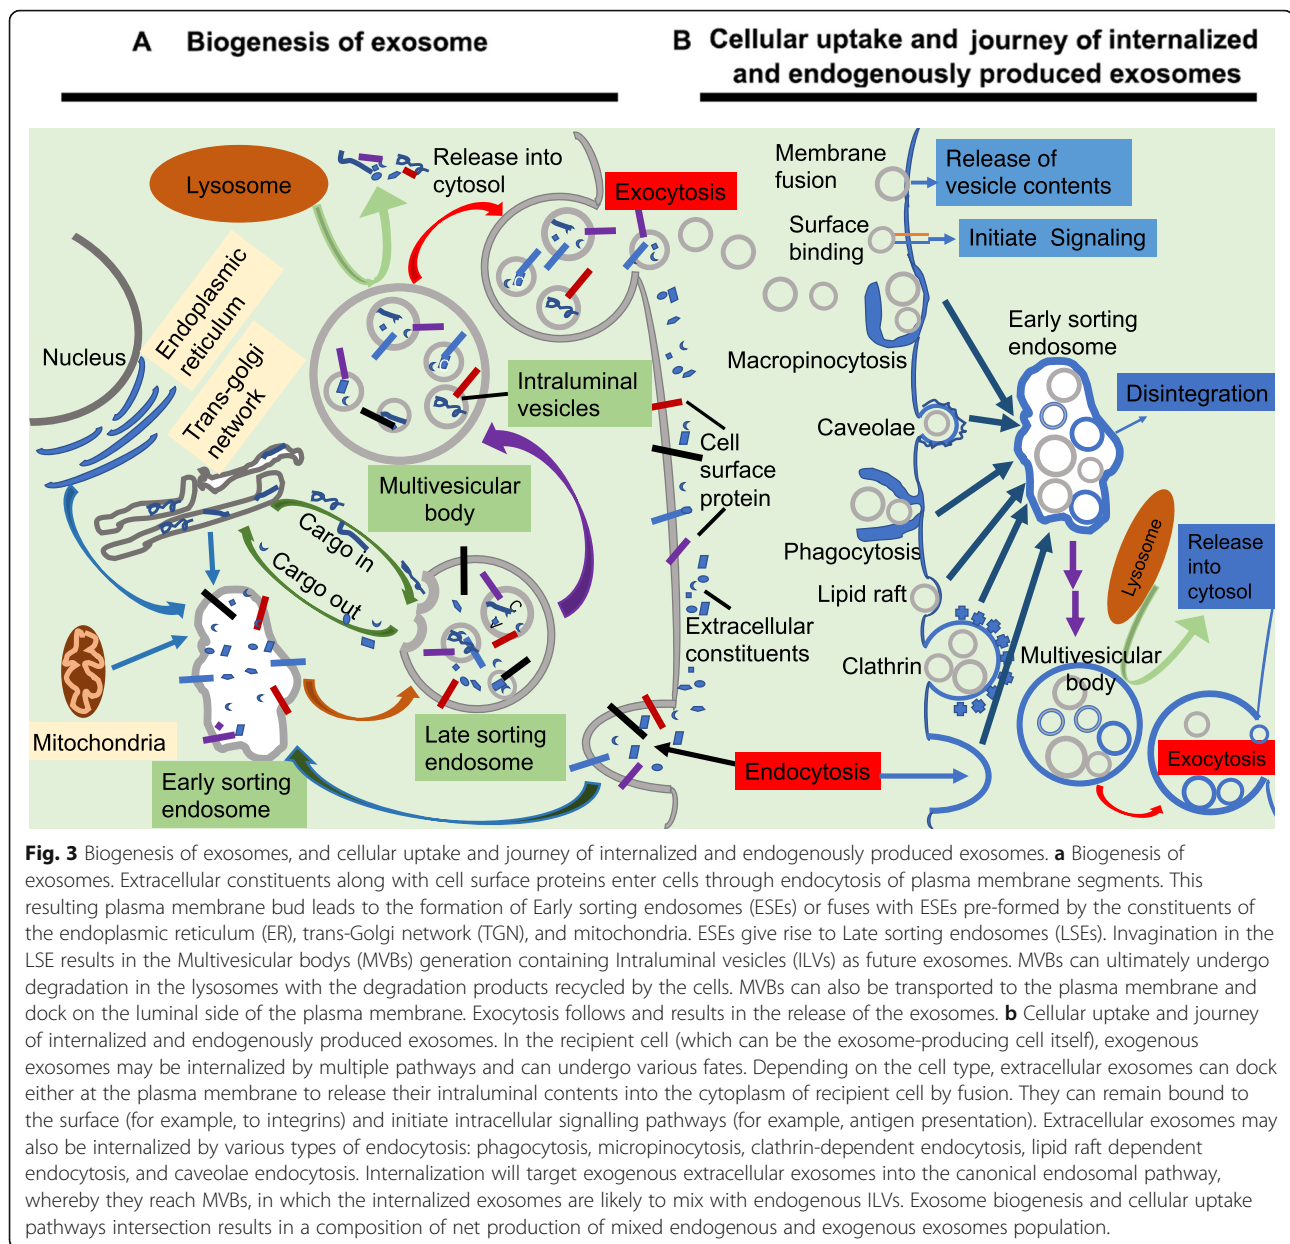 A Biogenesis of exosome
B Cellular uptake and journey of internalized
and endogenously produced exosomes
Lysosome
Release into
cytosol
Exocytosis
Nucleus
Endoplasmic
reticulum
Trans-golgi
network
Intraluminal
vesicles
Multivesicular
body
Cell
surface
protein
Cargo in
Cargo out
Extracellular
constituents
Mitochondria
Early sorting
endosome
Late sorting
endosome
Endocytosis
Membrane
fusion
Release of
vesicle contents
Surface
binding
Initiate Signaling
Macropinocytosis
Early sorting
endosome
Disintegration
Caveolae
Phagocytosis
Lipid raft
Clathrin
Lysosome
Release
into
cytosol
Multivesicular
body
Exocytosis
Fig. 3 Biogenesis of exosomes, and cellular uptake and journey of internalized and endogenously produced exosomes. a Biogenesis of
exosomes. Extracellular constituents along with cell surface proteins enter cells through endocytosis of plasma membrane segments. This
resulting plasma membrane bud leads to the formation of Early sorting endosomes (ESEs) or fuses with ESEs pre-formed by the constituents of
the endoplasmic reticulum (ER), trans-Golgi network (TGN), and mitochondria. ESEs give rise to Late sorting endosomes (LSEs). Invagination in the
LSE results in the Multivesicular bodys (MVBs) generation containing Intraluminal vesicles (ILVs) as future exosomes. MVBs can ultimately undergo
degradation in the lysosomes with the degradation products recycled by the cells. MVBs can also be transported to the plasma membrane and
dock on the luminal side of the plasma membrane. Exocytosis follows and results in the release of the exosomes. b Cellular uptake and journey
of internalized and endogenously produced exosomes. In the recipient cell (which can be the exosome-producing cell itself), exogenous
exosomes may be internalized by multiple pathways and can undergo various fates. Depending on the cell type, extracellular exosomes can dock
either at the plasma membrane to release their intraluminal contents into the cytoplasm of recipient cell by fusion. They can remain bound to
the surface (for example, to integrins) and initiate intracellular signalling pathways (for example, antigen presentation). Extracellular exosomes may
also be internalized by various types of endocytosis: phagocytosis, micropinocytosis, clathrin-dependent endocytosis, lipid raft dependent
endocytosis, and caveolae endocytosis. Internalization will target exogenous extracellular exosomes into the canonical endosomal pathway,
whereby they reach MVBs, in which the internalized exosomes are likely to mix with endogenous ILVs. Exosome biogenesis and cellular uptake
pathways intersection results in a composition of net production of mixed endogenous and exogenous exosomes population.